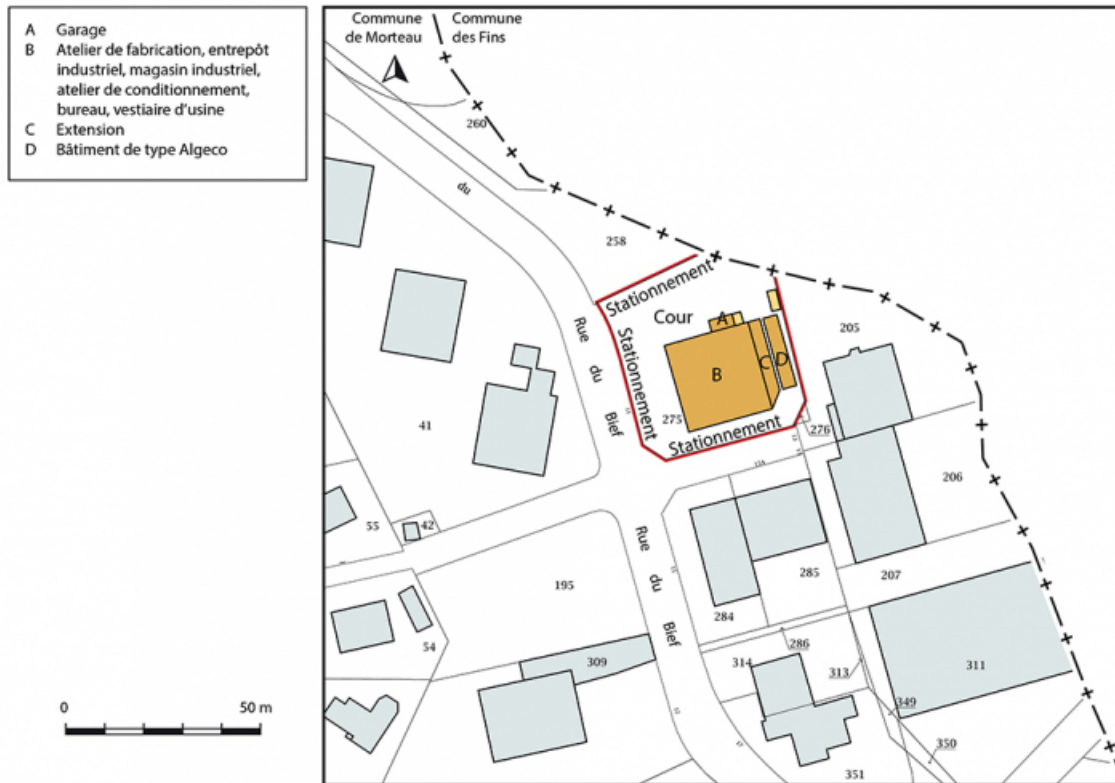 A Garage
B Atelier de fabrication, entrepôt
industriel, magasin industriel,
atelier de conditionnement,
bureau, vestiaire d'usine
C Extension
D Bâtiment de type Algeco
0
50 m
Commune
de Morteau
Commune
des Fins
260
du
258
Stationnement
Cour
A
Rue
du
Bief
Stationnement
B
C
D
205
275
Stationnement
276
41
206
55
42
Rue
du
Bief
195
285
207
284
54
286
309
314
313
311
349
350
351